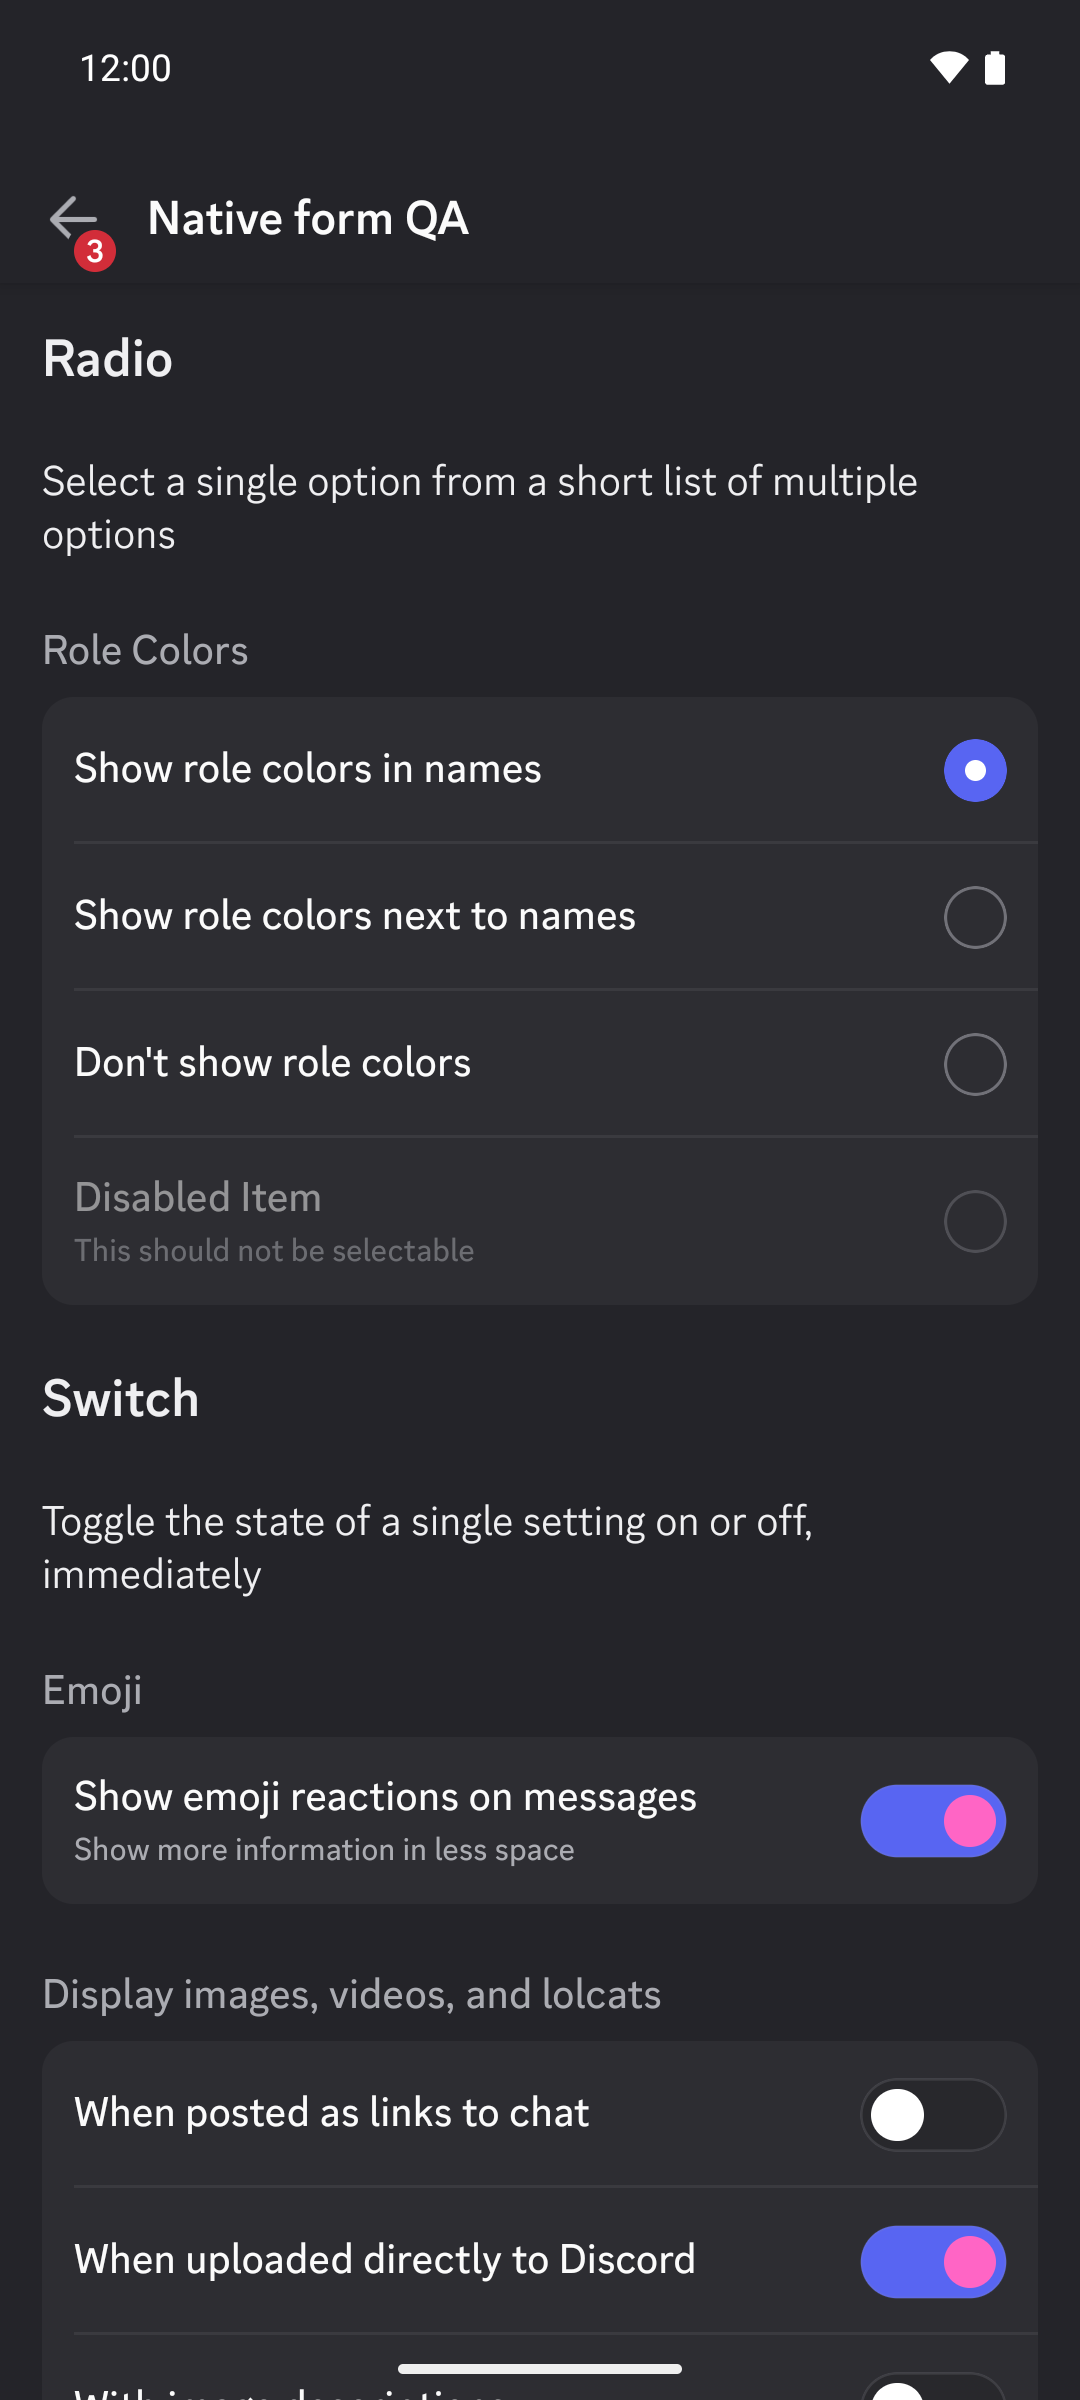 12:00
Native form QA
3
Radio
Select a single option from a short list of multiple
options
Role Colors
Show role colors in names
Show role colors next to names
Don't show role colors
Disabled Item
This should not be selectable
Switch
Toggle the state of a single setting on or off,
immediately
Emoji
Show emoji reactions on messages
Show more information in less space
Display images, videos, and lolcats
When posted as links to chat
When uploaded directly to Discord
With image descriptions